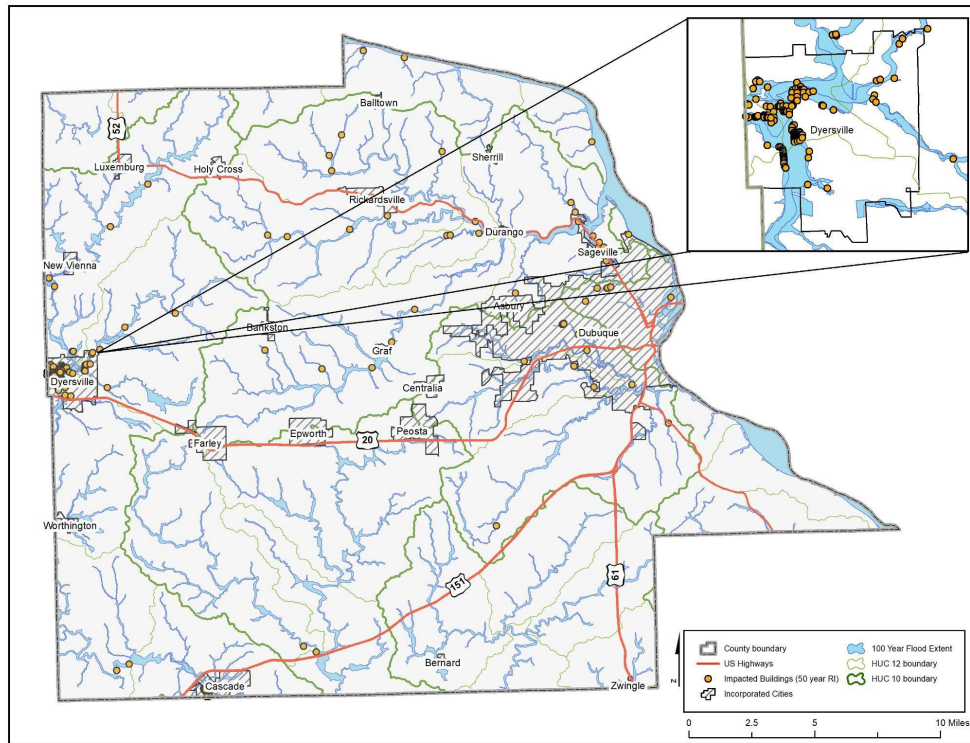 Balltown
52
Luxemburg
Holy Cross
Sherrill
Rickardsville
Durango
Sageville
New Vienna
Bankston
Asbury
Dubuque
Graf
Dyersville
Centralia
Epworth
Peosta
Farley
20
Worthington
151
61
Bernard
Cascade
Zwingle
Dyersville
County boundary
US Highways
Impacted Buildings (50 year RI)
Incorporated Cities
100 Year Flood Extent
HUC 12 boundary
HUC 10 boundary
N
0 2.5 5 10 Miles